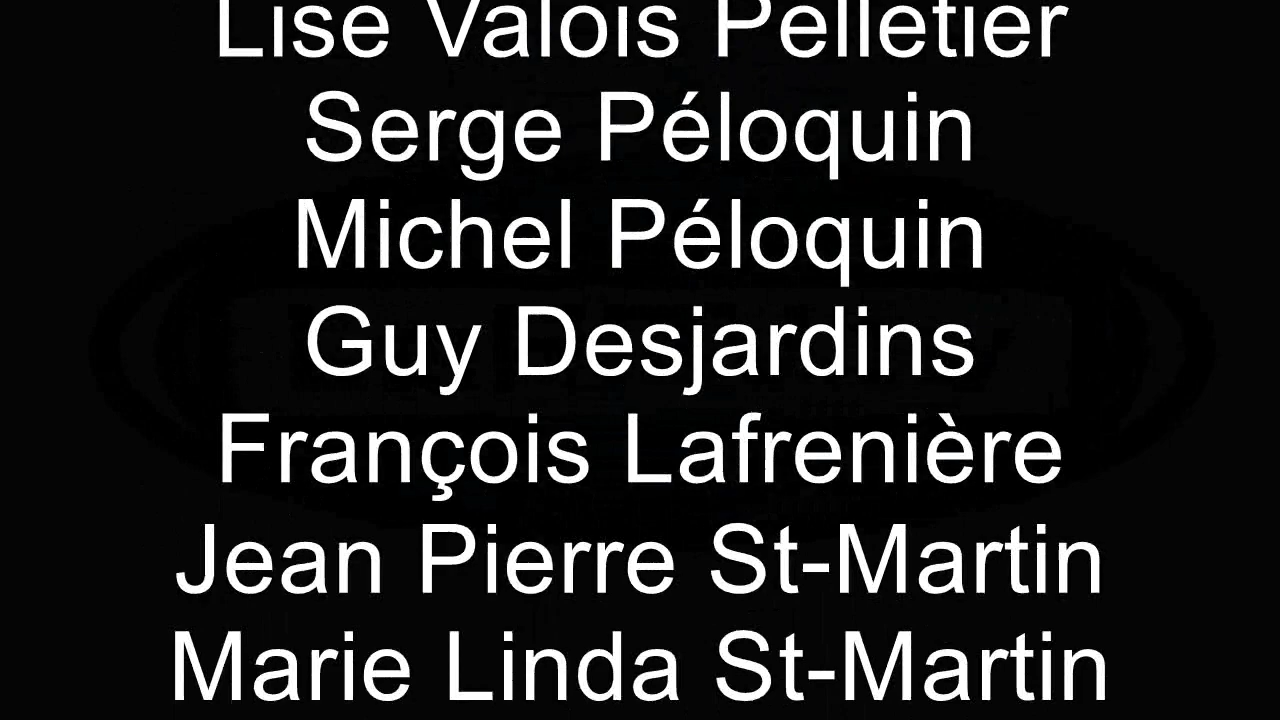 Lise Valois Pelletier
Serge Péloquin
Michel Péloquin
Guy Desjardins
François Lafrenière
Jean Pierre St-Martin
Marie Linda St-Martin